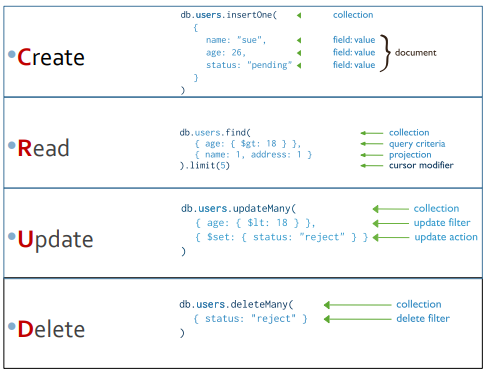 • Create
db.users.insertOne( collection
{
name: "sue", field: value
age: 26, field: value document
status: "pending" field: value
}
)
• Read
db.users.find( collection
{ age: { $gt: 18 } }, query criteria
{ name: 1, address: 1 } projection
).limit(5) cursor modifier
• Update
db.users.updateMany( collection
{ age: { $lt: 18 } }, update filter
{ $set: { status: "reject" } } update action
)
• Delete
db.users.deleteMany( collection
{ status: "reject" } delete filter
)